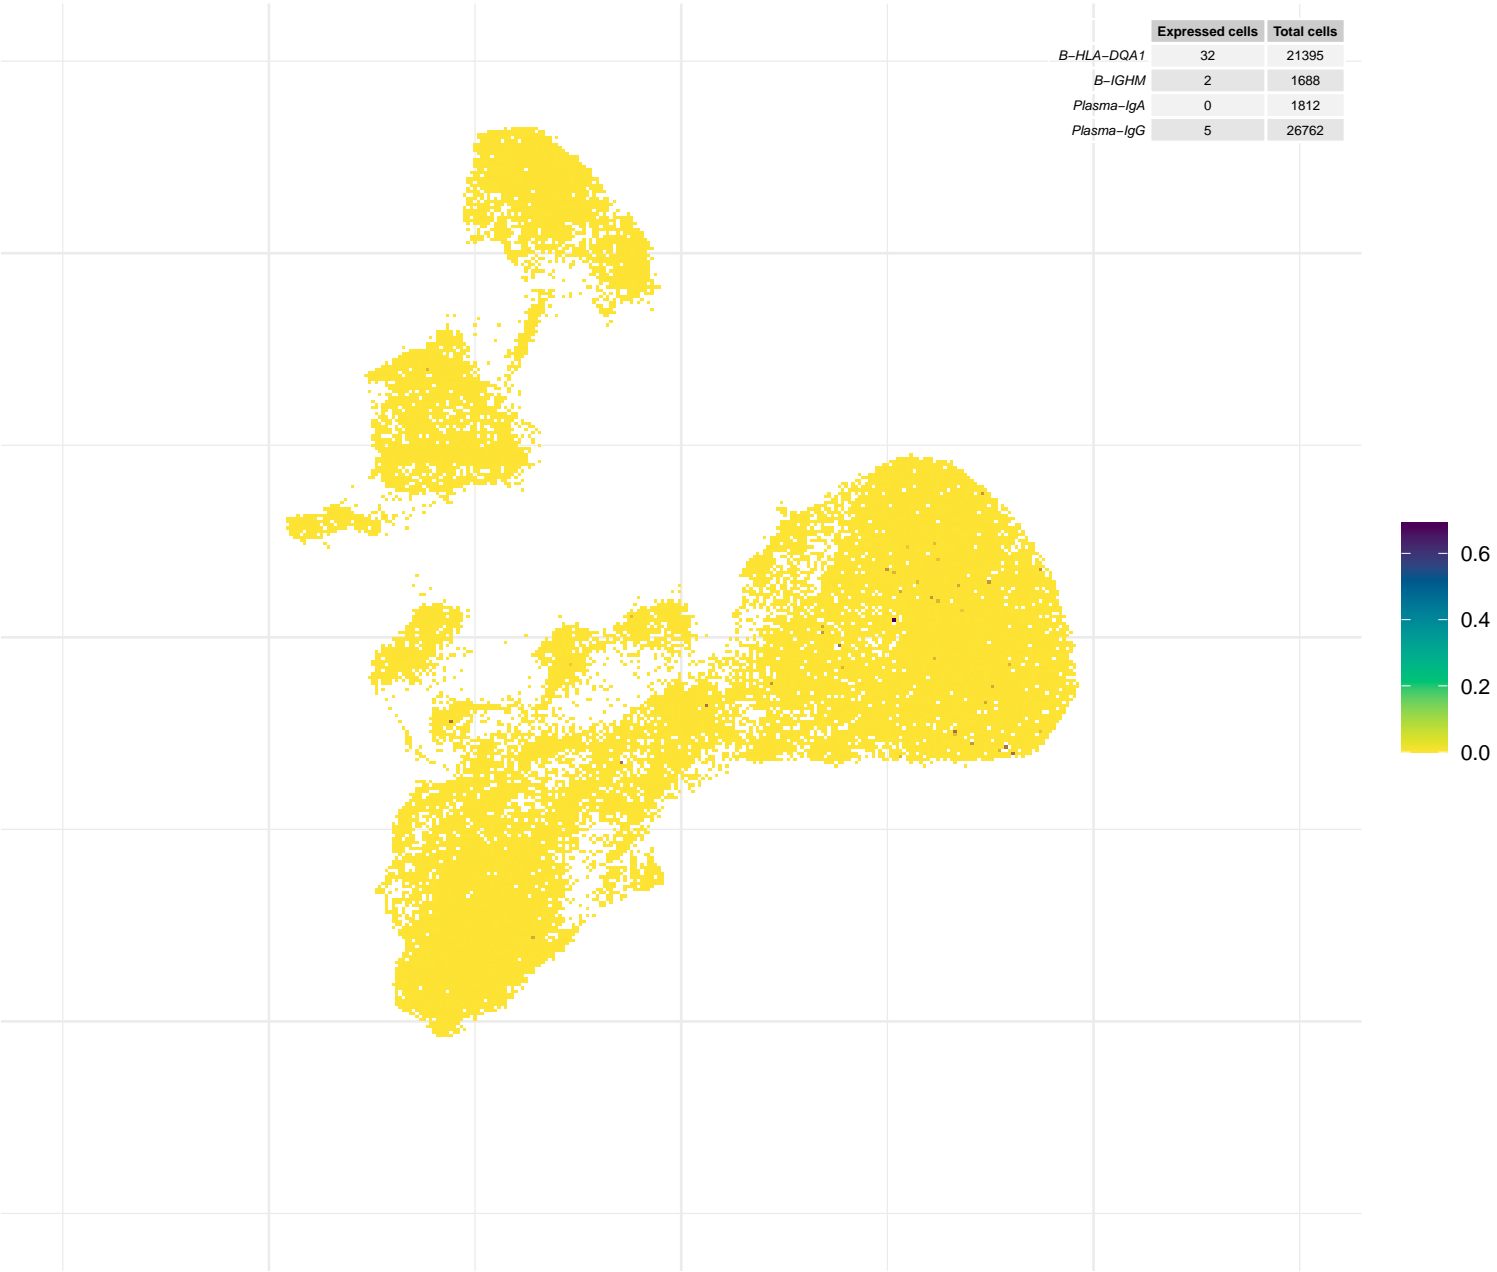 Expressed cells Total cells
B−HLA−DQA1 32 21395
B−IGHM 2 1688
Plasma−IgA 0 1812
Plasma−IgG 5 26762
0.6
0.4
0.2
0.0